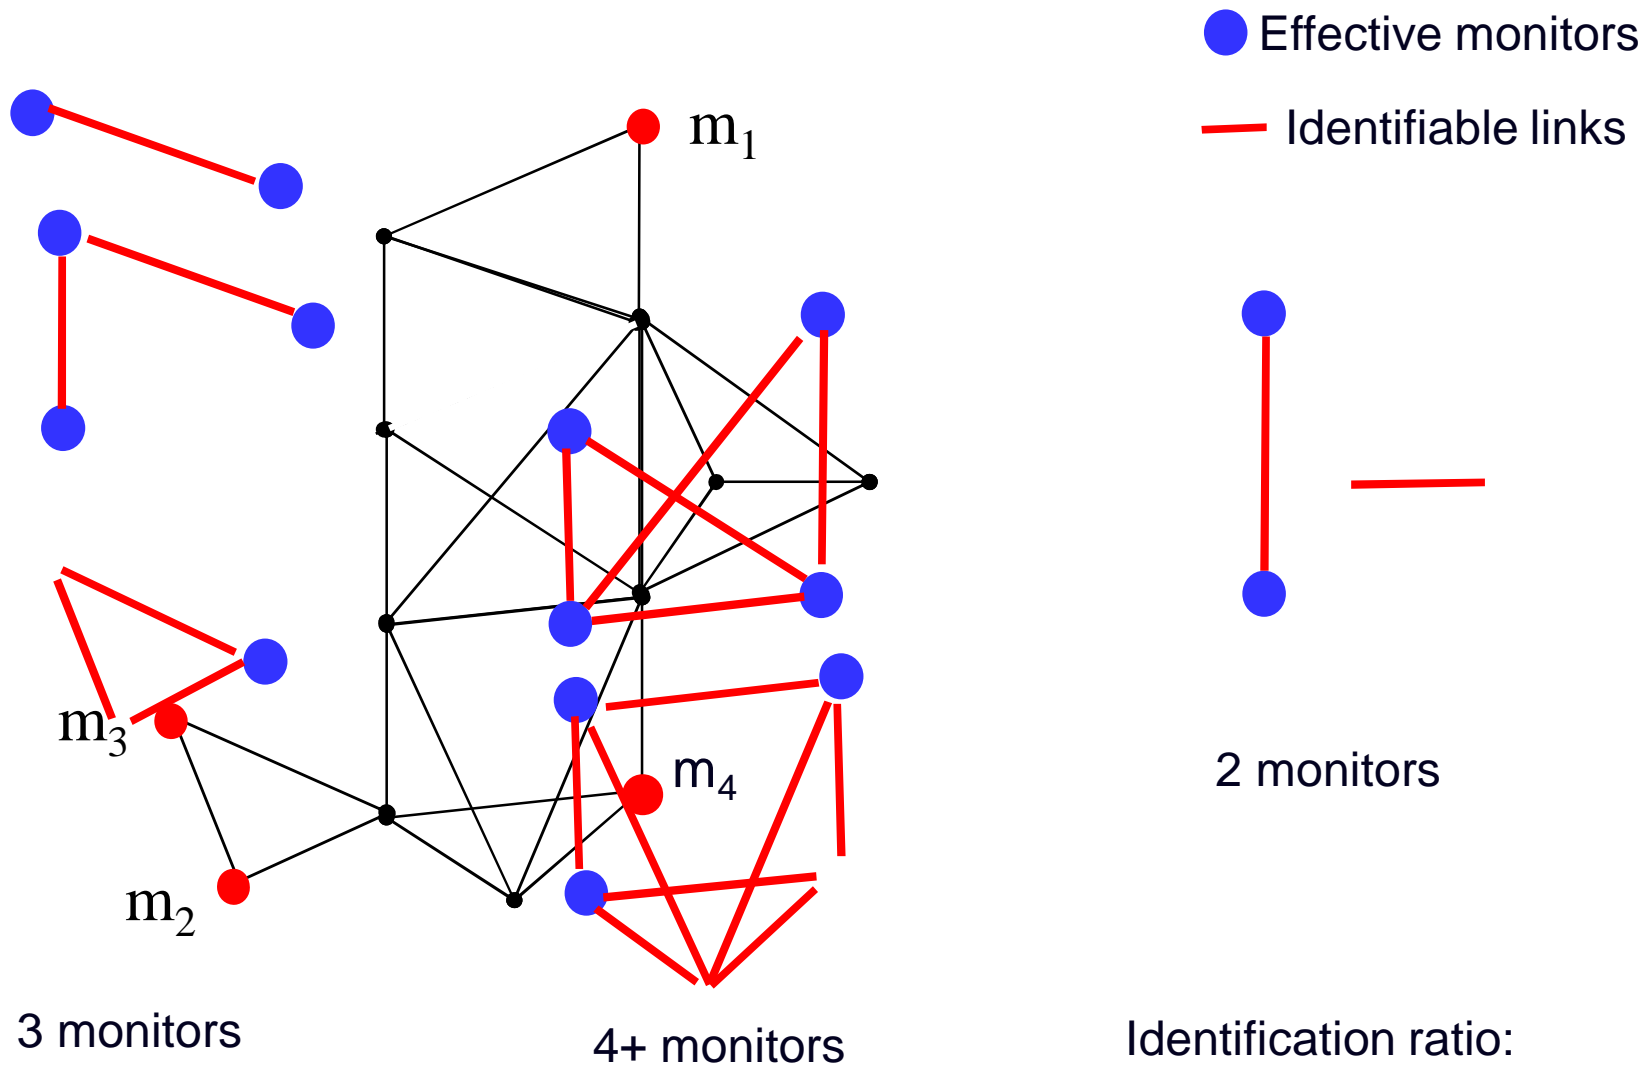 Effective monitors
Identifiable links
m1
m3
m4
m2
2 monitors
3 monitors
4+ monitors
Identification ratio: